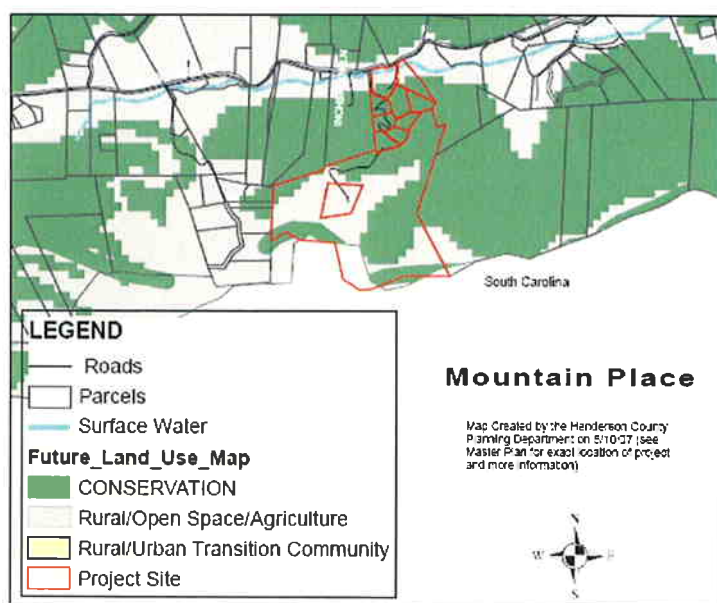 South Carolina
LEGEND
Roads
Parcels
Surface Water
Future_Land_Use_Map
CONSERVATION
Rural/Open Space/Agriculture
Rural/Urban Transition Community
Project Site
Mountain Place
Map Created by the Henderson County
Planning Department on 5/10/07 (see
Master Plan for exact location of project
and more information)
N
W E
S